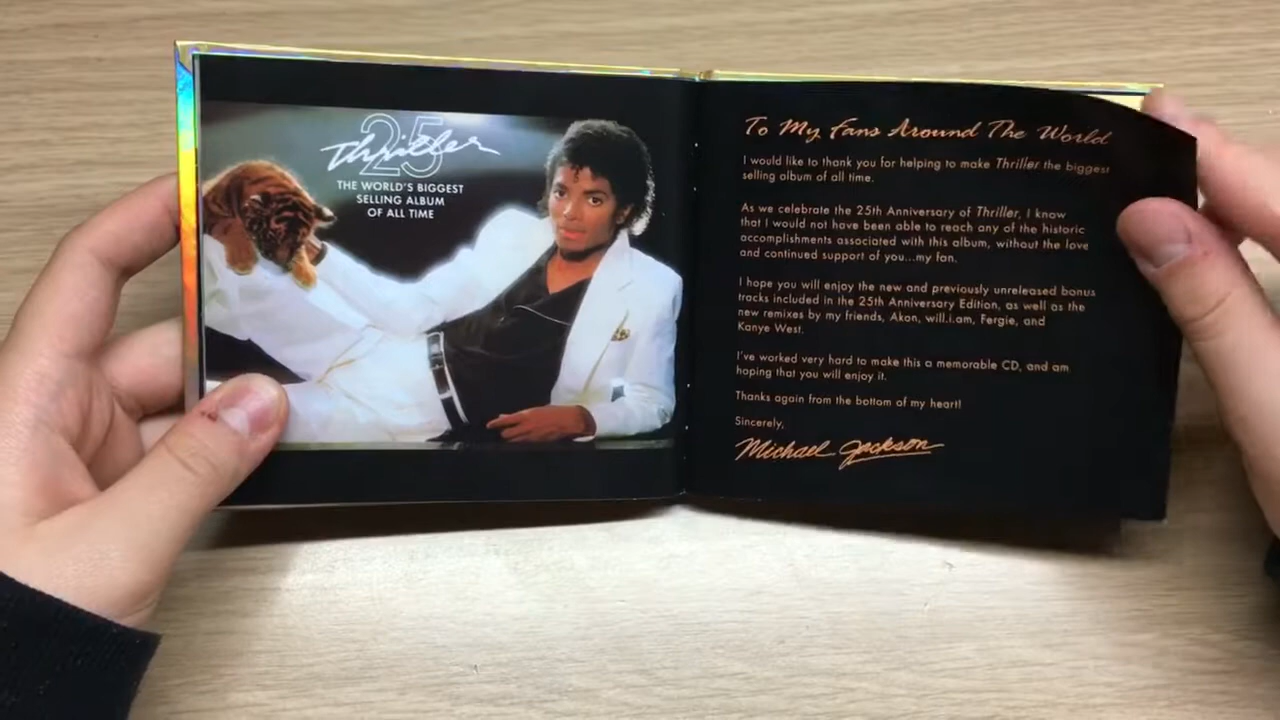 25
Thriller
THE WORLD'S BIGGEST
SELLING ALBUM
OF ALL TIME
To My Fans Around The World
I would like to thank you for helping to make Thriller the biggest
selling album of all time.
As we celebrate the 25th Anniversary of Thriller, I know
that I would not have been able to reach any of the historic
accomplishments associated with this album, without the love
and continued support of you...my fan.
I hope you will enjoy the new and previously unreleased bonus
tracks included in the 25th Anniversary Edition, as well as the
new remixes by my friends, Akon, will.i.am, Fergie, and
Kanye West.
I've worked very hard to make this a memorable CD, and am
hoping that you will enjoy it.
Thanks again from the bottom of my heart!
Sincerely,
Michael Jackson